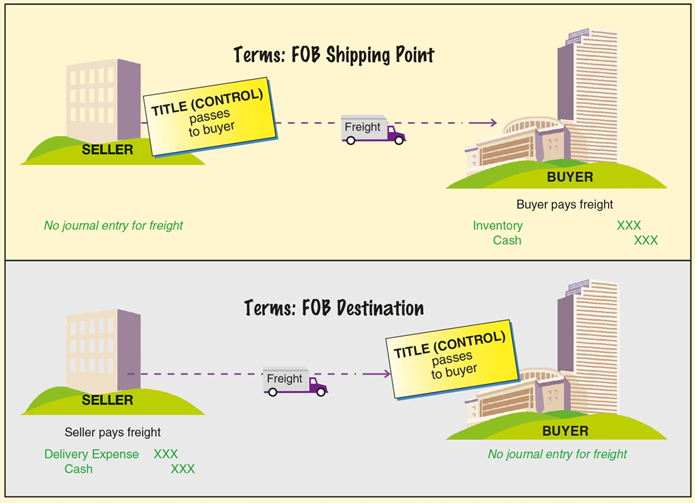 Terms: FOB Shipping Point
TITLE (CONTROL)
passes
to buyer
Freight
SELLER
BUYER
Buyer pays freight
No journal entry for freight
Inventory XXX
Cash XXX
Terms: FOB Destination
TITLE (CONTROL)
passes
to buyer
Freight
SELLER
BUYER
Seller pays freight
Delivery Expense XXX
Cash XXX
No journal entry for freight